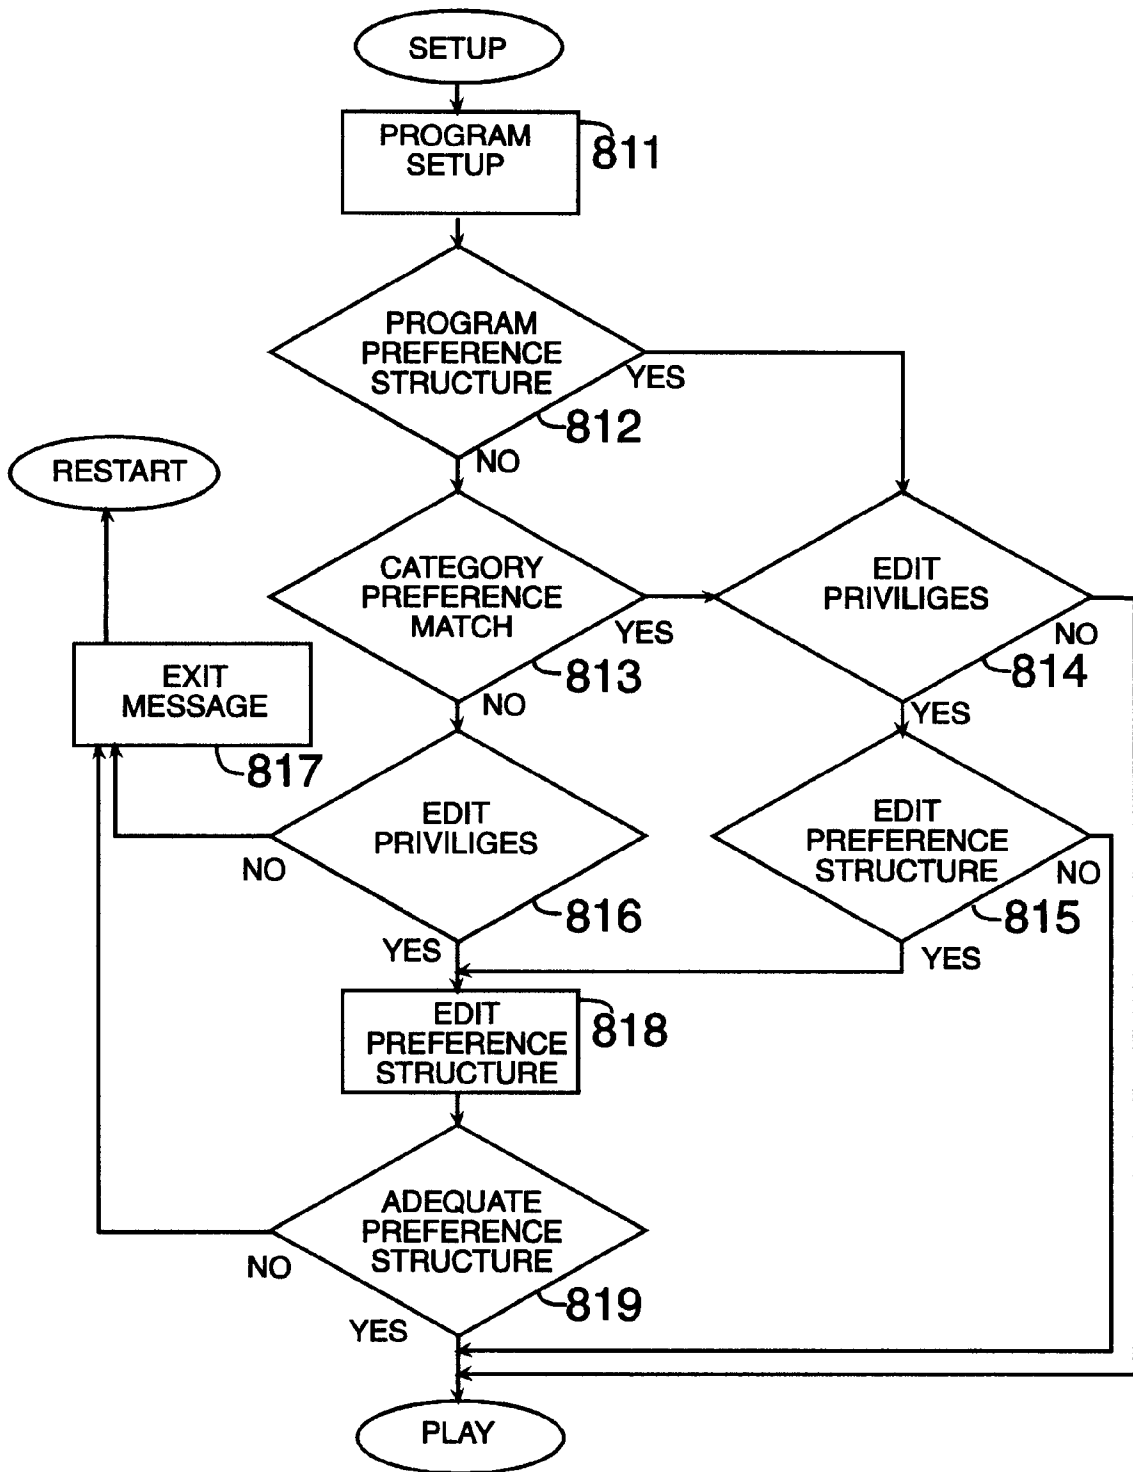 SETUP
PROGRAM
SETUP
811
PROGRAM
PREFERENCE
STRUCTURE
YES
812
NO
RESTART
CATEGORY
PREFERENCE
MATCH
YES
813
NO
EDIT
PRIVILIGES
NO
814
YES
EXIT
MESSAGE
817
EDIT
PRIVILIGES
NO
816
YES
EDIT
PREFERENCE
STRUCTURE
NO
815
YES
EDIT
PREFERENCE
STRUCTURE
818
ADEQUATE
PREFERENCE
STRUCTURE
NO
819
YES
PLAY